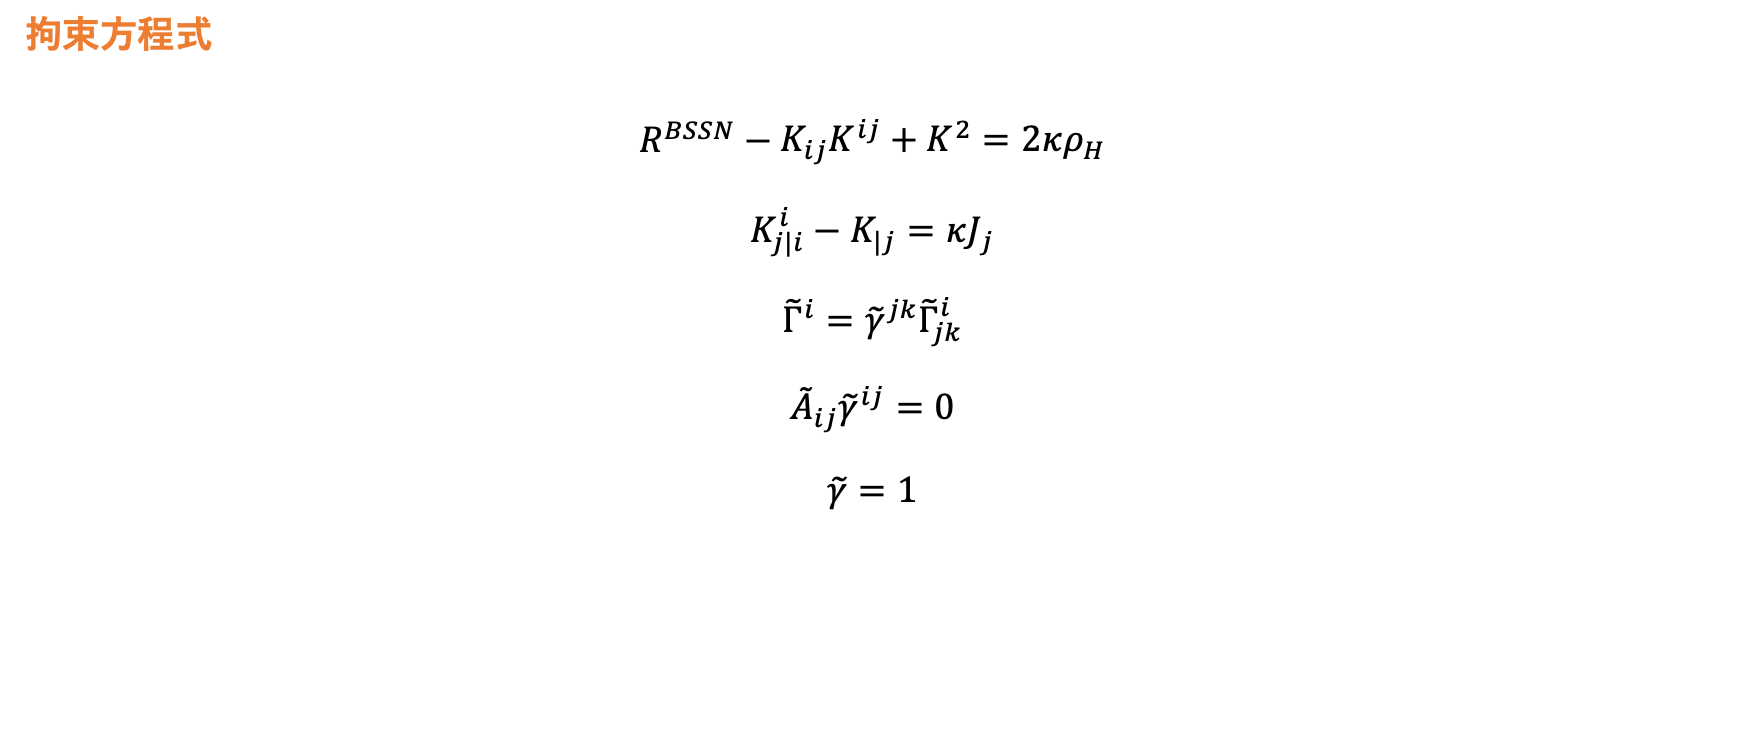 拘束方程式
R^{BSSN} − K_{ij}K^{ij} + K^2 = 2κρ_H
K^i_{j|i} − K_{|j} = κJ_j
Γ̃^i = γ̃^{jk}Γ̃^i_{jk}
Ã_{ij}γ̃^{ij} = 0
γ̃ = 1